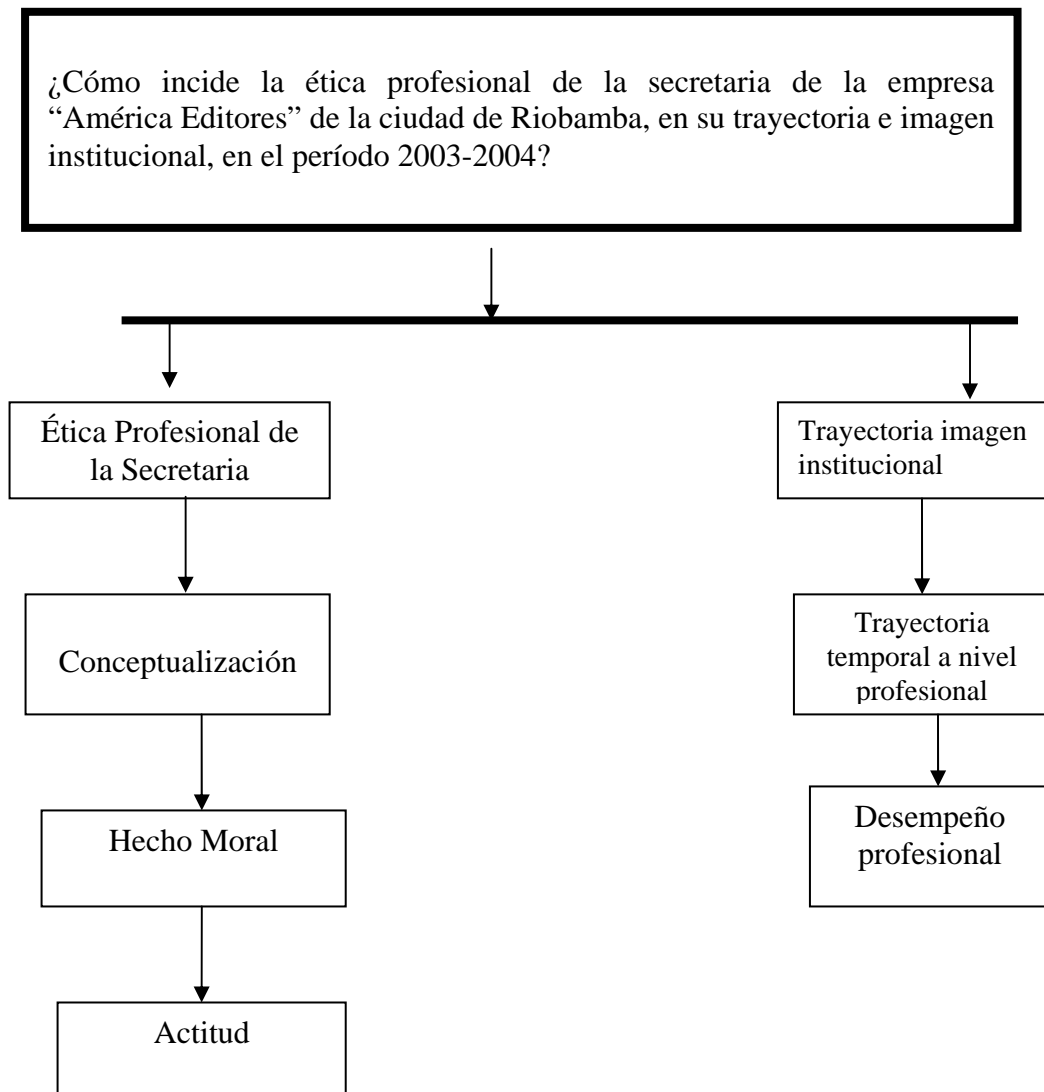 ¿Cómo incide la ética profesional de la secretaria de la empresa
“América Editores” de la ciudad de Riobamba, en su trayectoria e imagen
institucional, en el período 2003-2004?
Ética Profesional de
la Secretaria
Trayectoria imagen
institucional
Conceptualización
Trayectoria
temporal a nivel
profesional
Hecho Moral
Desempeño
profesional
Actitud